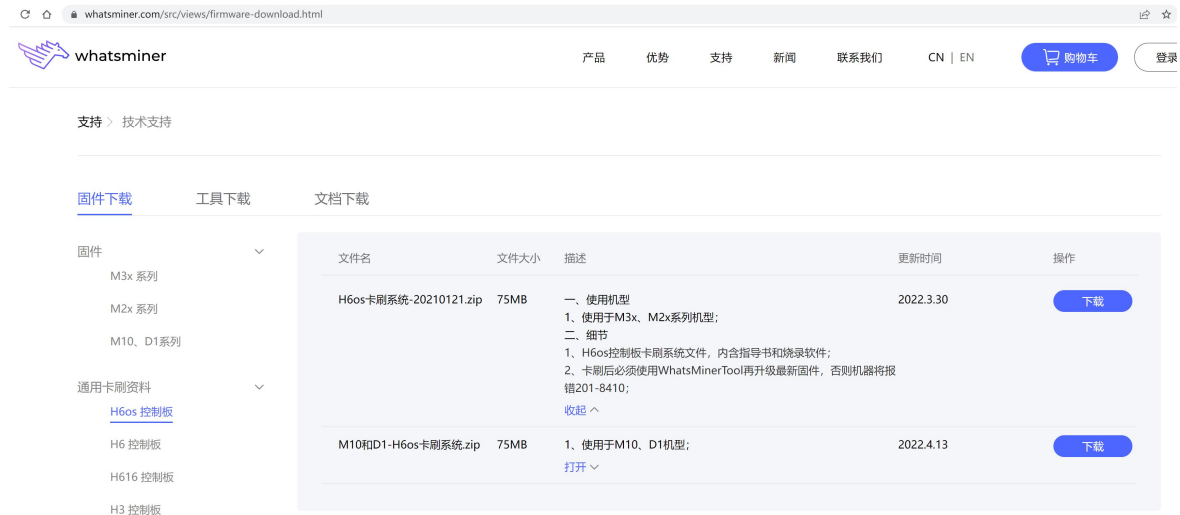 whatsminer.com/src/views/firmware-download.html
whatsminer 产品 优势 支持 新闻 联系我们 CN | EN 购物车 登录
支持 > 技术支持
固件下载 工具下载 文档下载
固件
M3x 系列
M2x 系列
M10、D1系列
通用卡刷资料
H6os 控制板
H6 控制板
H616 控制板
H3 控制板
文件名 文件大小 描述 更新时间 操作
H6os卡刷系统-20210121.zip 75MB 一、使用机型 2022.3.30 下载
1、使用于M3x、M2x系列机型；
二、细节
1、H6os控制板卡刷系统文件，内含指导书和烧录软件；
2、卡刷后必须使用WhatsMinerTool再升级最新固件，否则机器将报
错201-8410；
收起
M10和D1-H6os卡刷系统.zip 75MB 1、使用于M10、D1机型； 2022.4.13 下载
打开